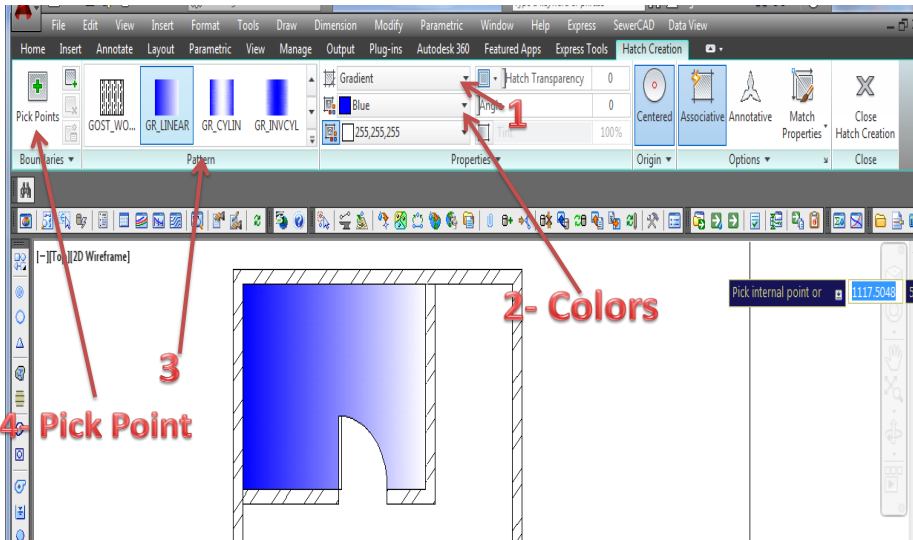 File Edit View Insert Format Tools Draw Dimension Modify Parametric Window Help Express SewerCAD Data View
Home Insert Annotate Layout Parametric View Manage Output Plug-ins Autodesk 360 Featured Apps Express Tools Hatch Creation
Gradient Hatch Transparency 0
Blue Angle 0
255,255,255 Tint 100%
1
Pick Points
GOST_WO... GR_LINEAR GR_CYLIN GR_INVCYL
Centered Associative Annotative Match Properties Close Hatch Creation
Boundaries Pattern Properties Origin Options Close
[-][Top][2D Wireframe]
Pick internal point or 1117.5048
2- Colors
3
4- Pick Point